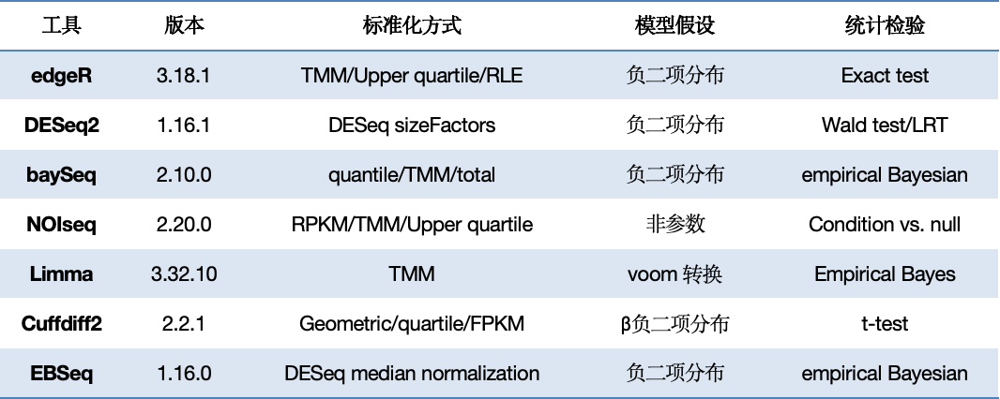 工具 版本 标准化方式 模型假设 统计检验
edgeR 3.18.1 TMM/Upper quartile/RLE 负二项分布 Exact test
DESeq2 1.16.1 DESeq sizeFactors 负二项分布 Wald test/LRT
baySeq 2.10.0 quantile/TMM/total 负二项分布 empirical Bayesian
NOIseq 2.20.0 RPKM/TMM/Upper quartile 非参数 Condition vs. null
Limma 3.32.10 TMM voom 转换 Empirical Bayes
Cuffdiff2 2.2.1 Geometric/quartile/FPKM β负二项分布 t-test
EBSeq 1.16.0 DESeq median normalization 负二项分布 empirical Bayesian